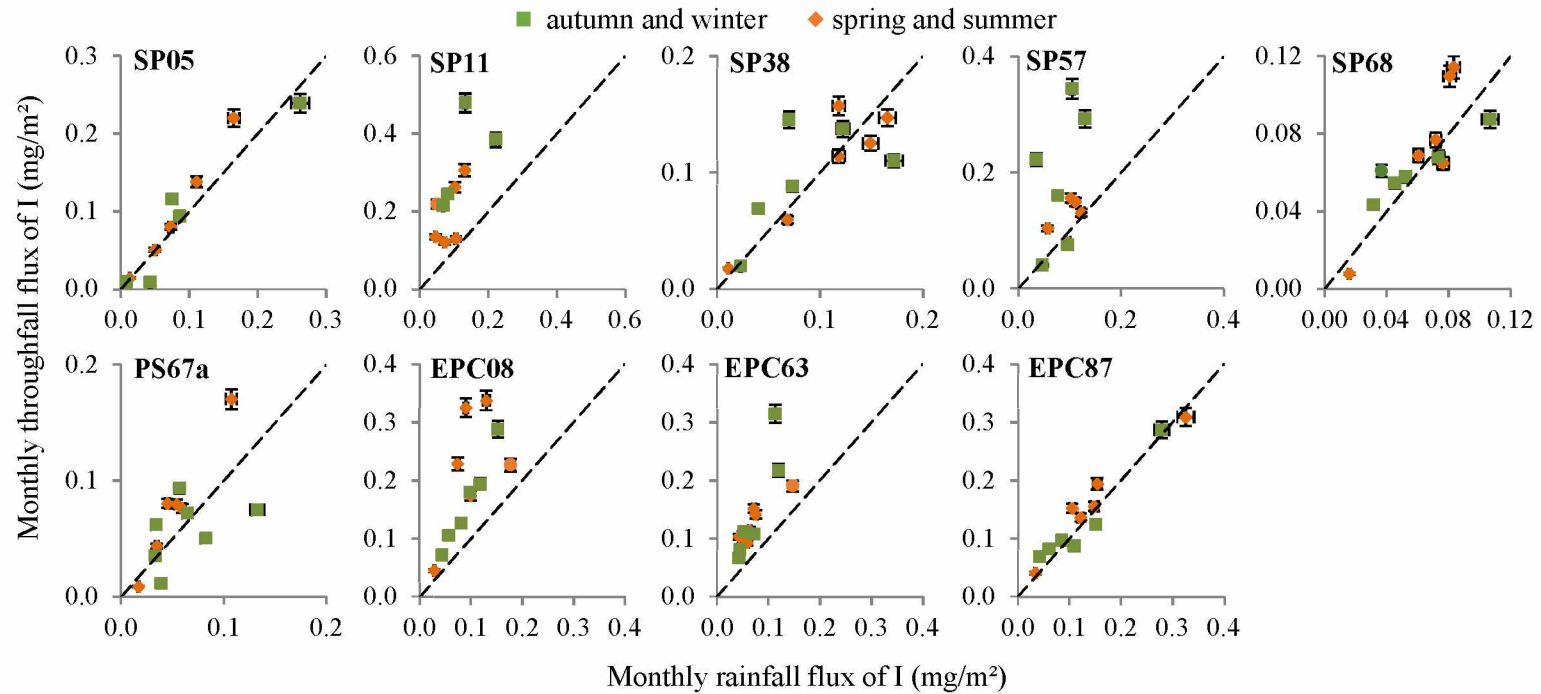 autumn and winter spring and summer
Monthly throughfall flux of I (mg/m²)
SP05
0.3
0.2
0.1
0.0
0.0 0.1 0.2 0.3
SP11
0.6
0.4
0.2
0.0
0.0 0.2 0.4 0.6
SP38
0.2
0.1
0.0
0.0 0.1 0.2
SP57
0.4
0.2
0.0
0.0 0.2 0.4
SP68
0.12
0.08
0.04
0.00
0.00 0.04 0.08 0.12
PS67a
0.2
0.1
0.0
0.0 0.1 0.2
EPC08
0.4
0.3
0.2
0.1
0.0
0.0 0.1 0.2 0.3 0.4
EPC63
0.4
0.3
0.2
0.1
0.0
0.0 0.1 0.2 0.3 0.4
EPC87
0.4
0.3
0.2
0.1
0.0
0.0 0.1 0.2 0.3 0.4
Monthly rainfall flux of I (mg/m²)